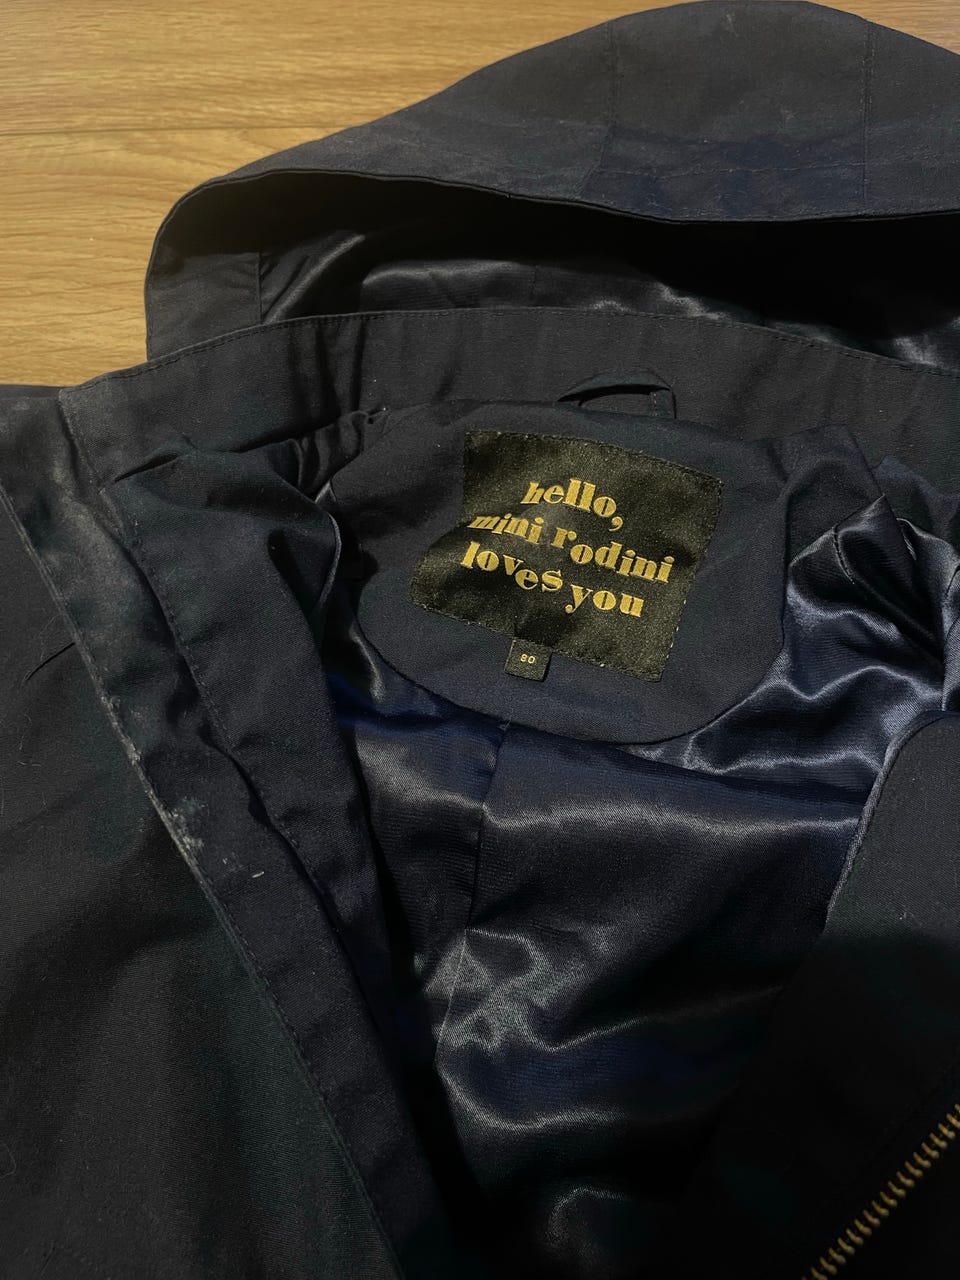 hello,
mini rodini
loves you
80